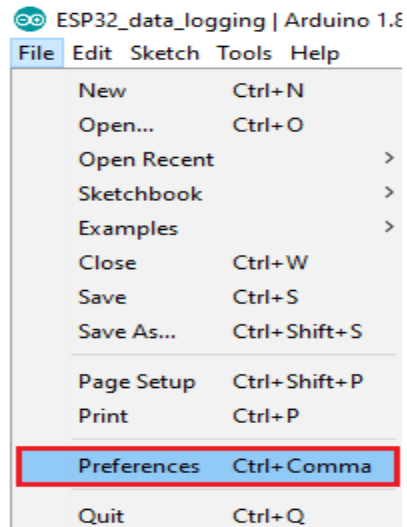 ESP32_data_logging | Arduino 1.8
File Edit Sketch Tools Help
New Ctrl+N
Open... Ctrl+O
Open Recent >
Sketchbook >
Examples >
Close Ctrl+W
Save Ctrl+S
Save As... Ctrl+Shift+S
Page Setup Ctrl+Shift+P
Print Ctrl+P
Preferences Ctrl+Comma
Quit Ctrl+Q